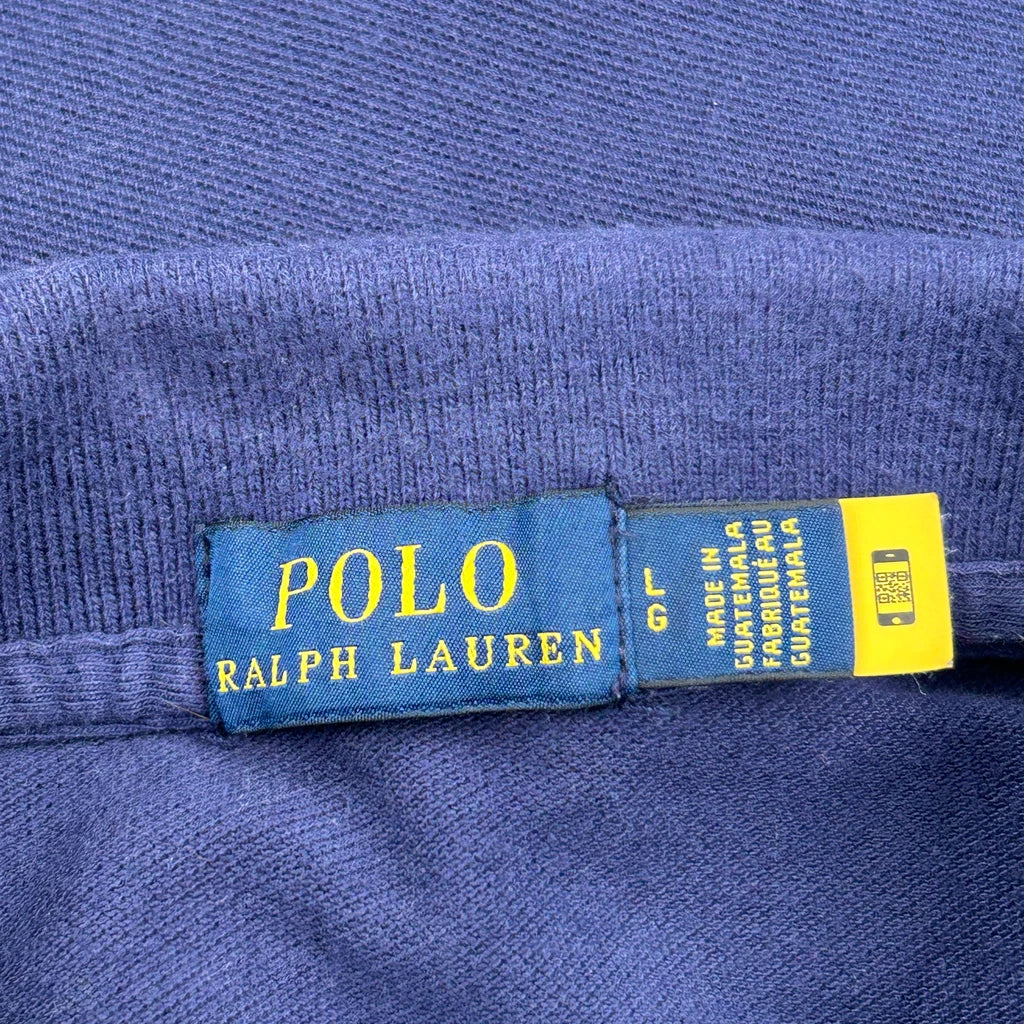 POLO
RALPH LAUREN
L
G
MADE IN
GUATEMALA
FABRIQUÉ AU
GUATEMALA